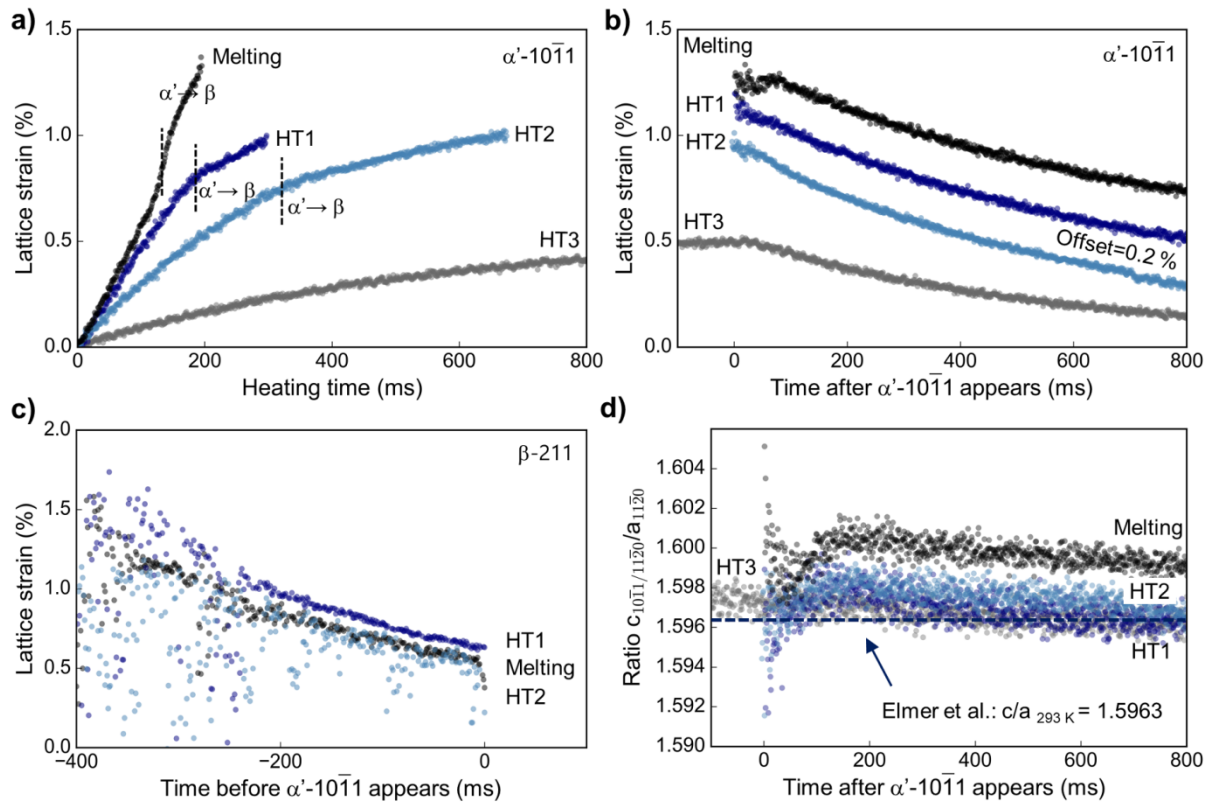 a)
1.5
1.0
0.5
0.0
Lattice strain (%)
Melting
α’→ β
HT1
α’→ β
HT2
α’→ β
HT3
α’-101̅1
0
200
400
600
800
Heating time (ms)
b)
1.5
1.0
0.5
0.0
Lattice strain (%)
Melting
α’-101̅1
HT1
HT2
HT3
Offset=0.2 %
0
200
400
600
800
Time after α’-101̅1 appears (ms)
c)
2.0
1.5
1.0
0.5
0.0
Lattice strain (%)
β-211
HT1
Melting
HT2
−400
−200
0
Time before α’-101̅1 appears (ms)
d)
1.604
1.602
1.600
1.598
1.596
1.594
1.592
1.590
Ratio c101̅1/112̅0/a112̅0
Melting
HT3
HT2
HT1
Elmer et al.: c/a 293 K = 1.5963
0
200
400
600
800
Time after α’-101̅1 appears (ms)